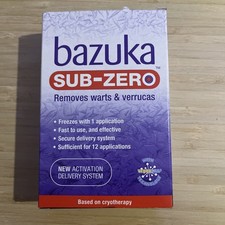 bazuka™
SUB-ZERO
Removes warts & verrucas
• Freezes with 1 application
• Fast to use, and effective
• Secure delivery system
• Sufficient for 12 applications
NEW ACTIVATION
DELIVERY SYSTEM
Based on cryotherapy